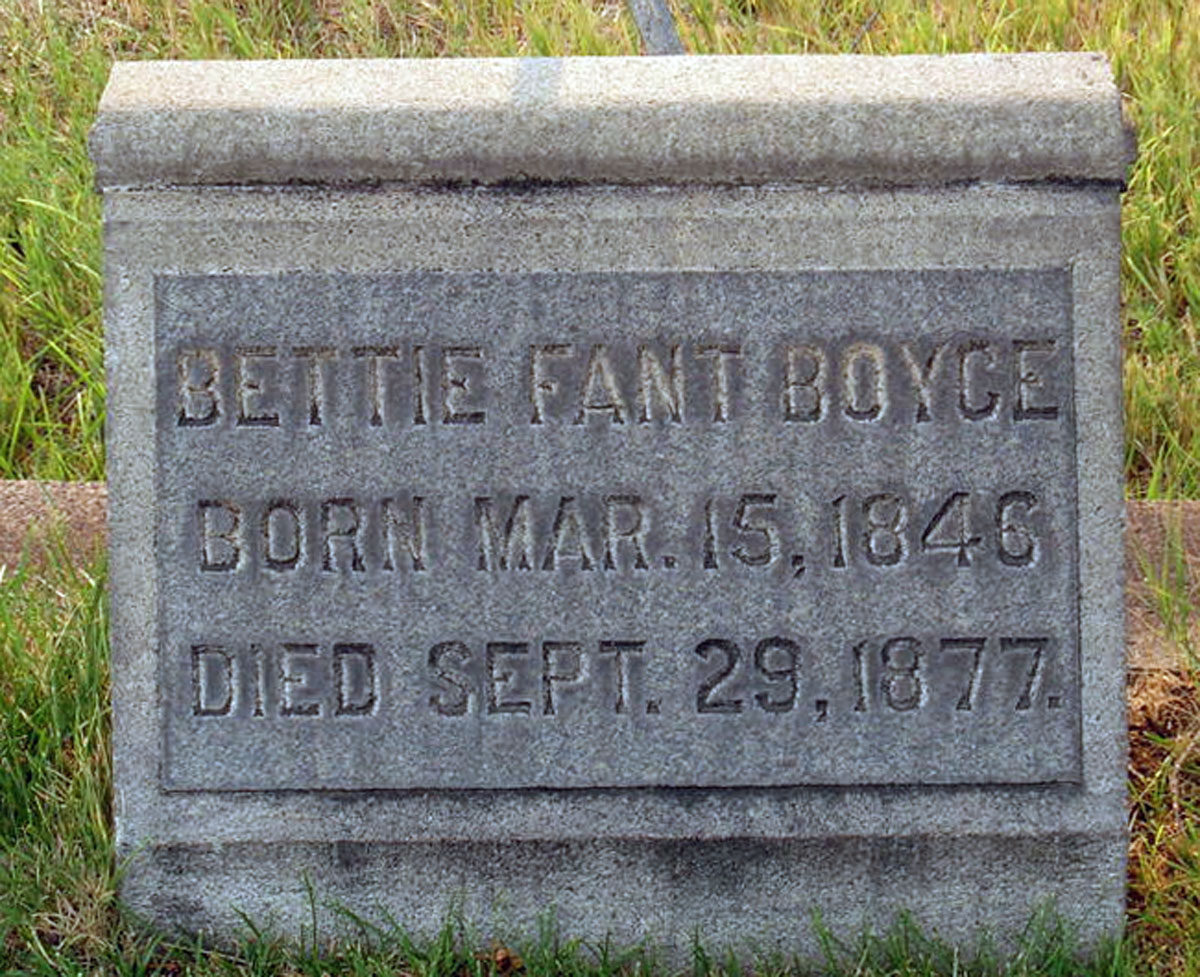 BETTIE FANT BOYCE
BORN MAR. 15, 1846
DIED SEPT. 29, 1877.